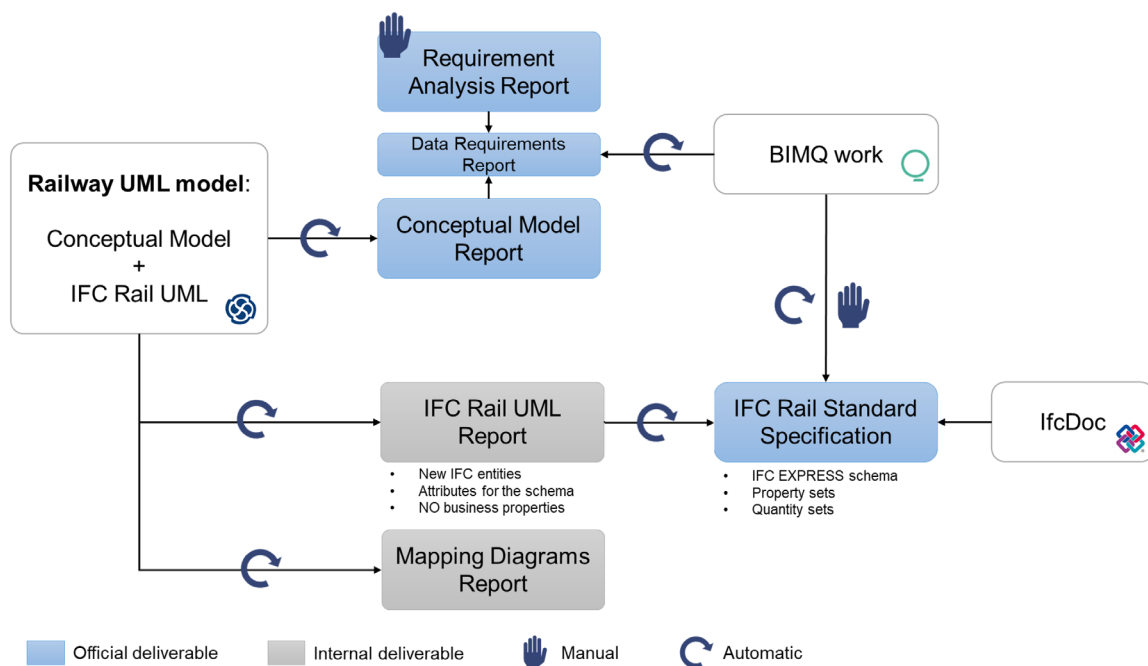 Requirement
Analysis Report
Data Requirements
Report
BIMQ work
Railway UML model:
Conceptual Model
+
IFC Rail UML
Conceptual Model
Report
IFC Rail UML
Report
IFC Rail Standard
Specification
IfcDoc
• New IFC entities
• Attributes for the schema
• NO business properties
• IFC EXPRESS schema
• Property sets
• Quantity sets
Mapping Diagrams
Report
Official deliverable
Internal deliverable
Manual
Automatic